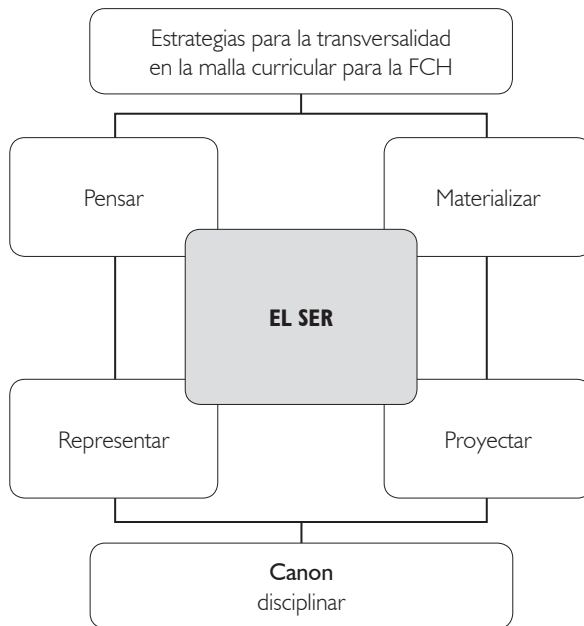 Estrategias para la transversalidad
en la malla curricular para la FCH
Pensar
Materializar
EL SER
Representar
Proyectar
Canon
disciplinar